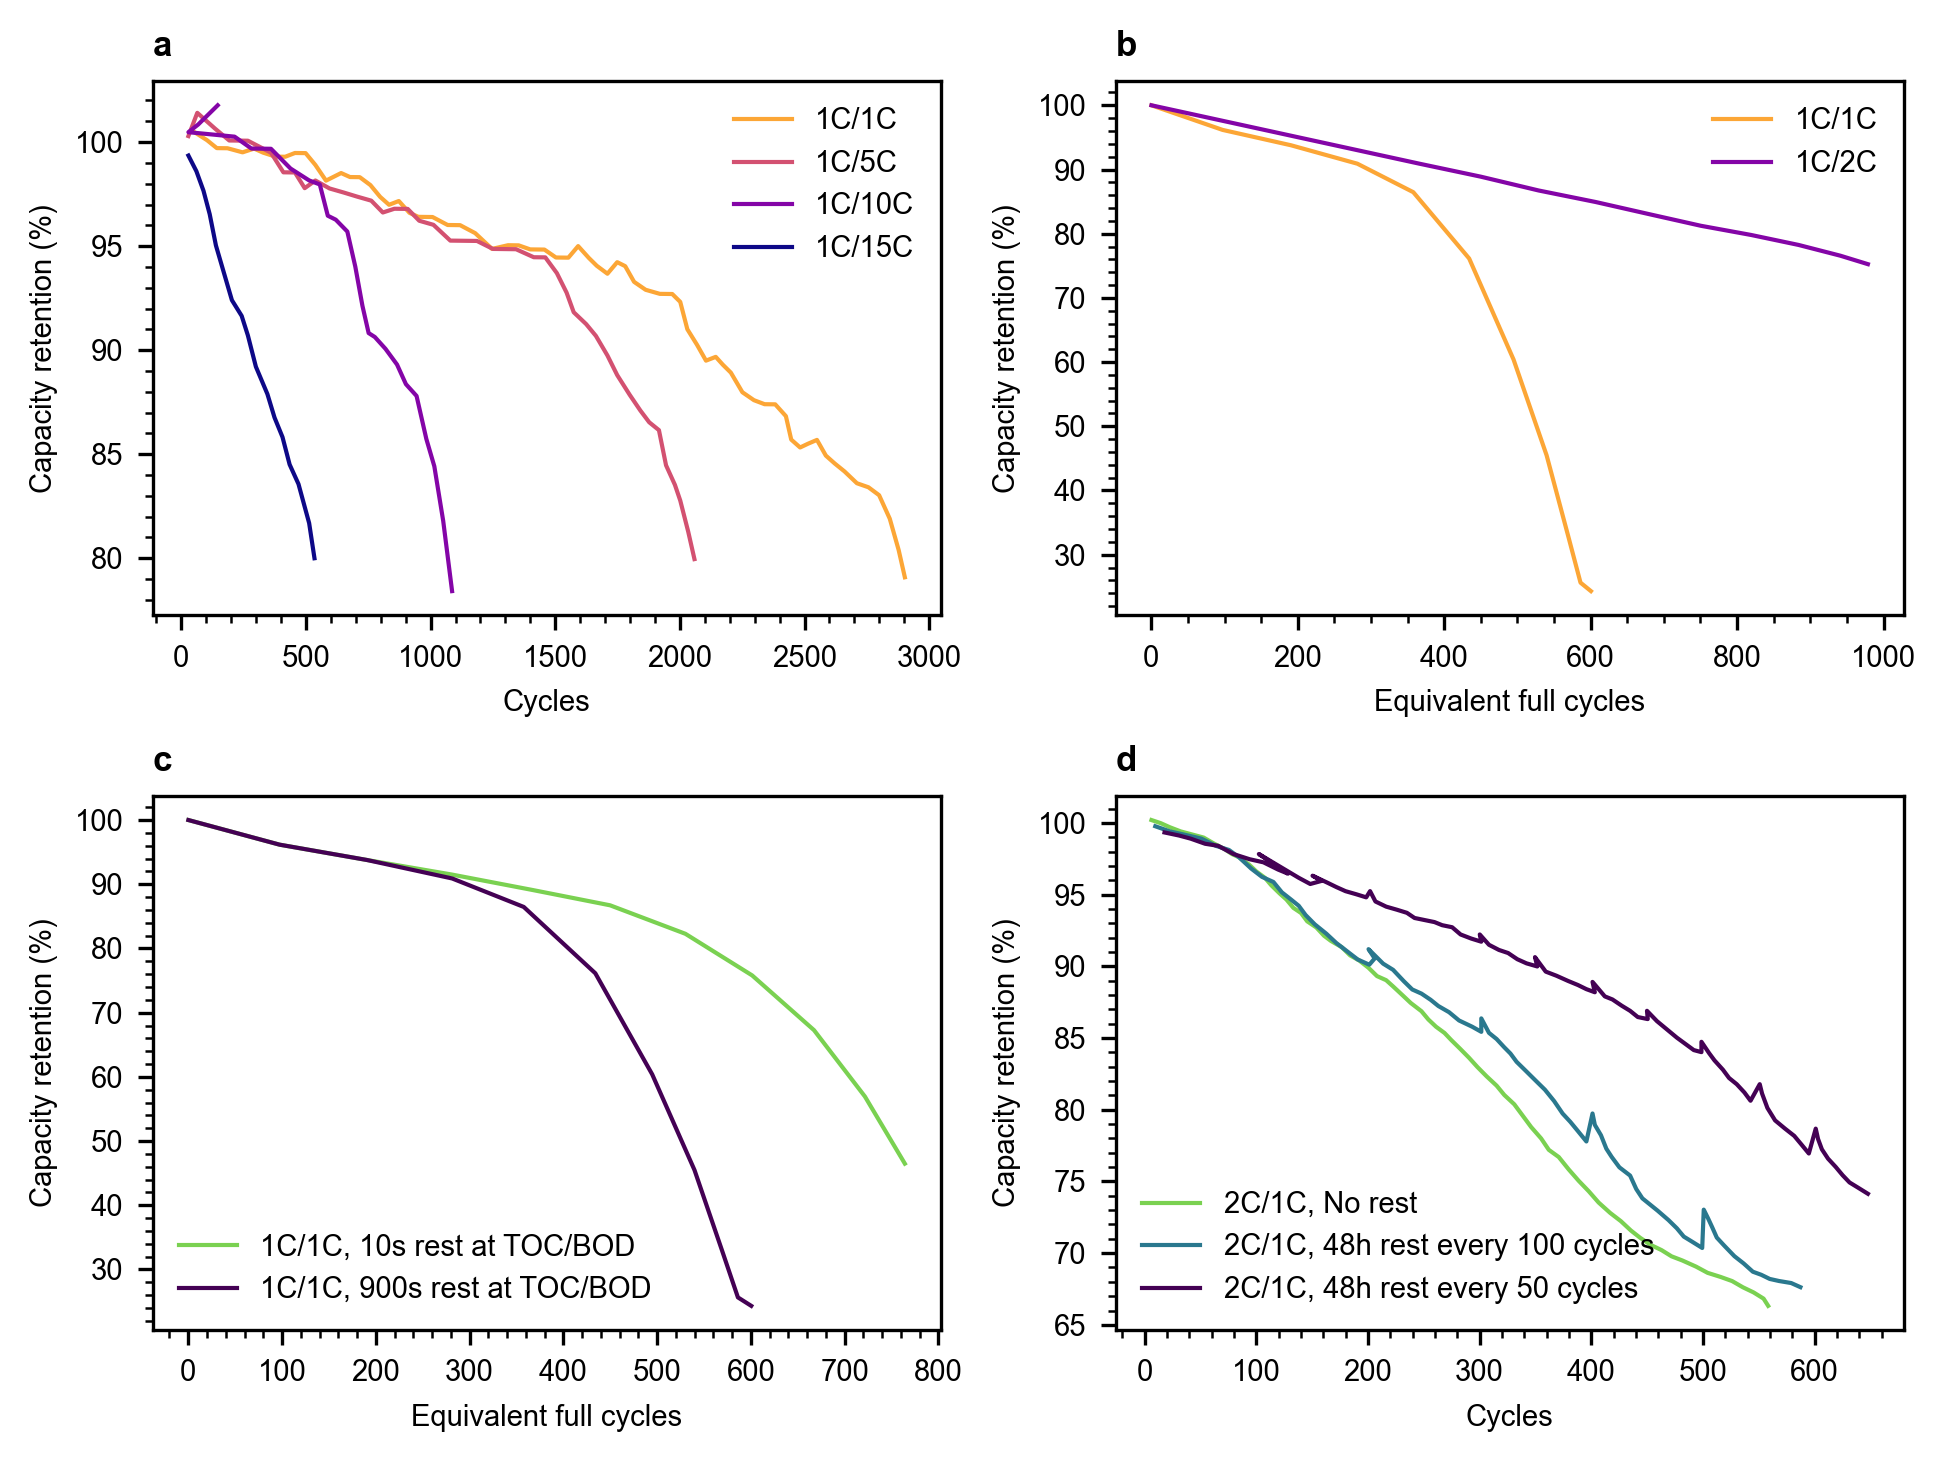 a
100
95
90
85
80
Capacity retention (%)
1C/1C
1C/5C
1C/10C
1C/15C
0 500 1000 1500 2000 2500 3000
Cycles
b
100
90
80
70
60
50
40
30
Capacity retention (%)
1C/1C
1C/2C
0 200 400 600 800 1000
Equivalent full cycles
c
100
90
80
70
60
50
40
30
Capacity retention (%)
1C/1C, 10s rest at TOC/BOD
1C/1C, 900s rest at TOC/BOD
0 100 200 300 400 500 600 700 800
Equivalent full cycles
d
100
95
90
85
80
75
70
65
Capacity retention (%)
2C/1C, No rest
2C/1C, 48h rest every 100 cycles
2C/1C, 48h rest every 50 cycles
0 100 200 300 400 500 600
Cycles